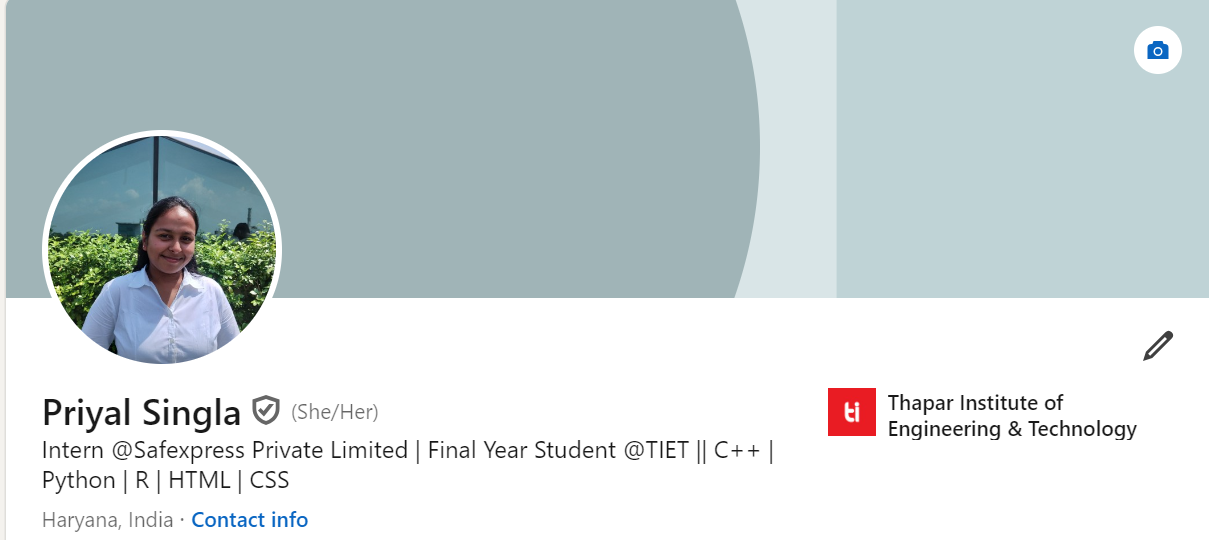 Priyal Singla (She/Her)
Intern @Safexpress Private Limited | Final Year Student @TIET || C++ |
Python | R | HTML | CSS
Haryana, India · Contact info
ti
Thapar Institute of
Engineering & Technology